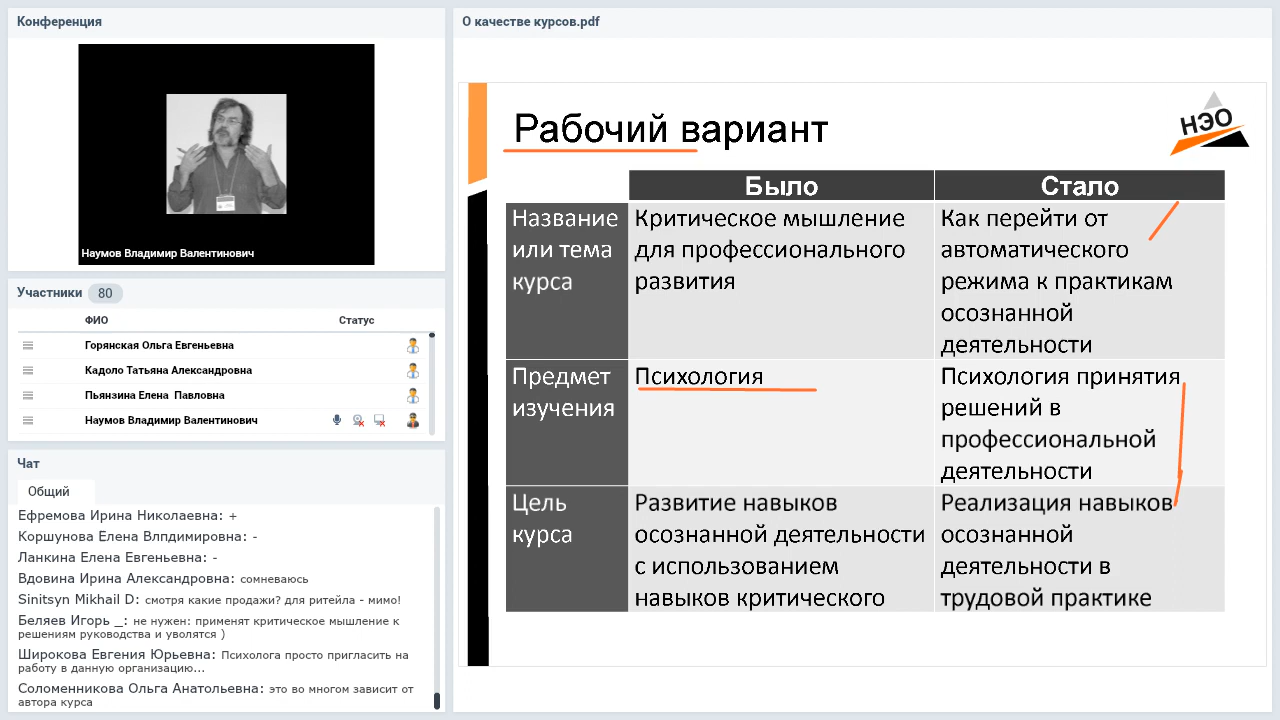 Конференция
Наумов Владимир Валентинович
Участники 80
ФИО Статус
Горянская Ольга Евгеньевна
Кадоло Татьяна Александровна
Пьянзина Елена Павловна
Наумов Владимир Валентинович
Чат
Общий
Ефремова Ирина Николаевна: +
Коршунова Елена Влпдимировна: -
Ланкина Елена Евгеньевна: -
Вдовина Ирина Александровна: сомневаюсь
Sinitsyn Mikhail D: смотря какие продажи? для ритейла - мимо!
Беляев Игорь _: не нужен: применят критическое мышление к
решениям руководства и уволятся )
Широкова Евгения Юрьевна: Психолога просто пригласить на
работу в данную организацию...
Соломенникова Ольга Анатольевна: это во многом зависит от
автора курса
О качестве курсов.pdf
Рабочий вариант
НЭО
Было Стало
Название
или тема
курса
Критическое мышление
для профессионального
развития
Как перейти от
автоматического
режима к практикам
осознанной
деятельности
Предмет
изучения
Психология
Психология принятия
решений в
профессиональной
деятельности
Цель
курса
Развитие навыков
осознанной деятельности
с использованием
навыков критического
Реализация навыков
осознанной
деятельности в
трудовой практике